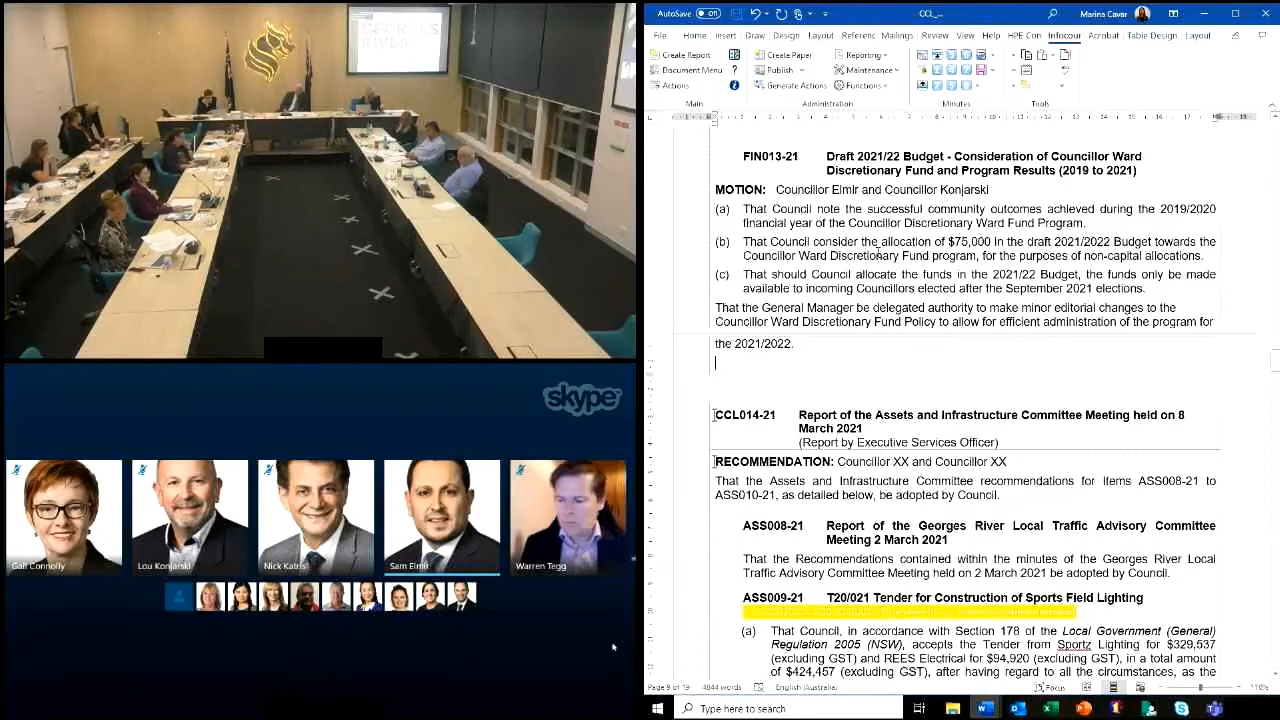 GEORGES
RIVER
skype
Gail Connolly
Lou Konjarski
Nick Katris
Sam Elmir
Warren Tegg
AutoSave Off
CCL_...
Marina Cavar
File Home Insert Draw Design Layout Referenc Mailings Review View Help HPE Con Infocoun Acrobat Table Design Layout
Create Report
Document Menu
Actions
Main
Create Paper
Publish
Generate Actions
Reporting
Maintenance
Functions
Administration
Minutes
Tools
FIN013-21 Draft 2021/22 Budget - Consideration of Councillor Ward
Discretionary Fund and Program Results (2019 to 2021)
MOTION: Councillor Elmir and Councillor Konjarski
(a) That Council note the successful community outcomes achieved during the 2019/2020
financial year of the Councillor Discretionary Ward Fund Program.
(b) That Council consider the allocation of $75,000 in the draft 2021/2022 Budget towards the
Councillor Ward Discretionary Fund program, for the purposes of non-capital allocations.
(c) That should Council allocate the funds in the 2021/22 Budget, the funds only be made
available to incoming Councillors elected after the September 2021 elections.
That the General Manager be delegated authority to make minor editorial changes to the
Councillor Ward Discretionary Fund Policy to allow for efficient administration of the program for
the 2021/2022.
CCL014-21 Report of the Assets and Infrastructure Committee Meeting held on 8
March 2021
(Report by Executive Services Officer)
RECOMMENDATION: Councillor XX and Councillor XX
That the Assets and Infrastructure Committee recommendations for Items ASS008-21 to
ASS010-21, as detailed below, be adopted by Council.
ASS008-21 Report of the Georges River Local Traffic Advisory Committee
Meeting 2 March 2021
That the Recommendations contained within the minutes of the Georges River Local
Traffic Advisory Committee Meeting held on 2 March 2021 be adopted by Council.
ASS009-21 T20/021 Tender for Construction of Sports Field Lighting
(a) That Council, in accordance with Section 178 of the Local Government (General)
Regulation 2005 (NSW), accepts the Tender from Sportz Lighting for $329,537
(excluding GST) and REES Electrical for $94,920 (excluding GST), in a total amount
of $424,457 (excluding GST), after having regard to all the circumstances, as the
Page 9 of 19 4844 words English (Australia) Focus 110%
Type here to search